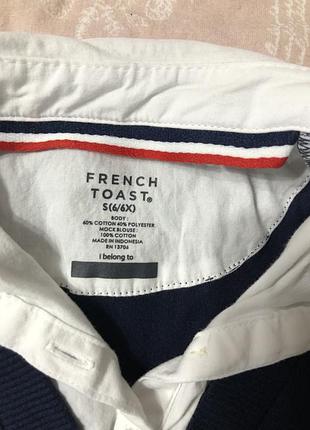 FRENCH
TOAST®
S(6/6X)
BODY:
60% COTTON 40% POLYESTER
MOCK BLOUSE:
100% COTTON
MADE IN INDONESIA
RN 13706
I belong to